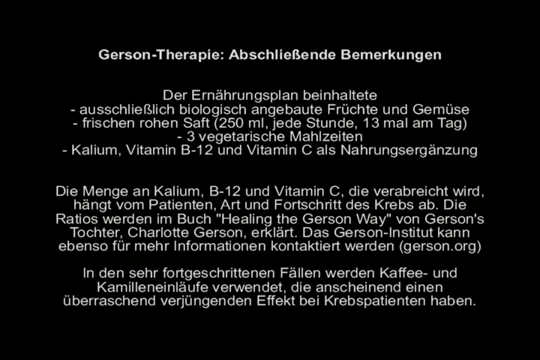 Gerson-Therapie: Abschließende Bemerkungen
Der Ernährungsplan beinhaltete
- ausschließlich biologisch angebaute Früchte und Gemüse
- frischen rohen Saft (250 ml, jede Stunde, 13 mal am Tag)
- 3 vegetarische Mahlzeiten
- Kalium, Vitamin B-12 und Vitamin C als Nahrungsergänzung
Die Menge an Kalium, B-12 und Vitamin C, die verabreicht wird,
hängt vom Patienten, Art und Fortschritt des Krebs ab. Die
Ratios werden im Buch "Healing the Gerson Way" von Gerson's
Tochter, Charlotte Gerson, erklärt. Das Gerson-Institut kann
ebenso für mehr Informationen kontaktiert werden (gerson.org)
In den sehr fortgeschrittenen Fällen werden Kaffee- und
Kamilleneinläufe verwendet, die anscheinend einen
überraschend verjüngenden Effekt bei Krebspatienten haben.